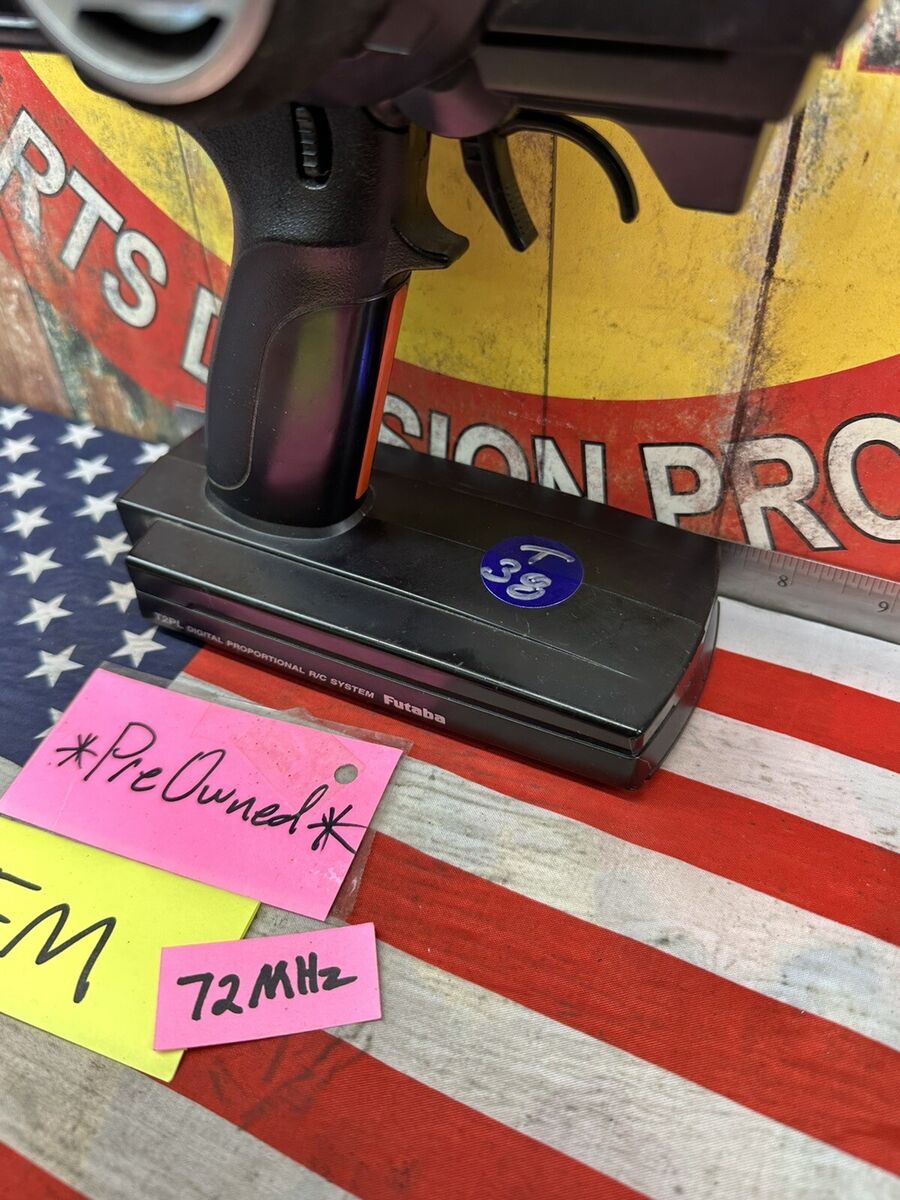 RTS D
SION PRO
8
9
T
38
T2PL DIGITAL PROPORTIONAL R/C SYSTEM Futaba
*PreOwned*
FM
72MHz